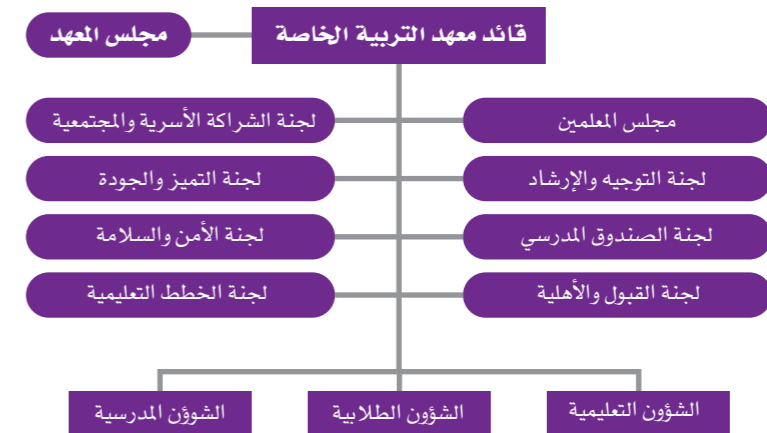 قائد معهد التربية الخاصة
مجلس المعهد
مجلس المعلمين
لجنة الشراكة الأسرية والمجتمعية
لجنة التوجيه والإرشاد
لجنة التميز والجودة
لجنة الصندوق المدرسي
لجنة الأمن والسلامة
لجنة القبول والأهلية
لجنة الخطط التعليمية
الشؤون التعليمية
الشؤون الطلابية
الشوؤن المدرسية